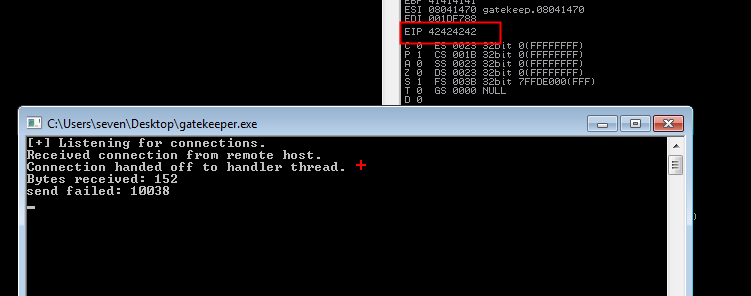 EBP 41414141
ESI 08041470 gatekeep.08041470
EDI 001DF788
EIP 42424242
C 0 ES 0023 32bit 0(FFFFFFFF)
P 1 CS 001B 32bit 0(FFFFFFFF)
A 0 SS 0023 32bit 0(FFFFFFFF)
Z 0 DS 0023 32bit 0(FFFFFFFF)
S 1 FS 003B 32bit 7FFDE000(FFF)
T 0 GS 0000 NULL
D 0
C:\Users\seven\Desktop\gatekeeper.exe
[+] Listening for connections.
Received connection from remote host.
Connection handed off to handler thread. +
Bytes received: 152
send failed: 10038
)